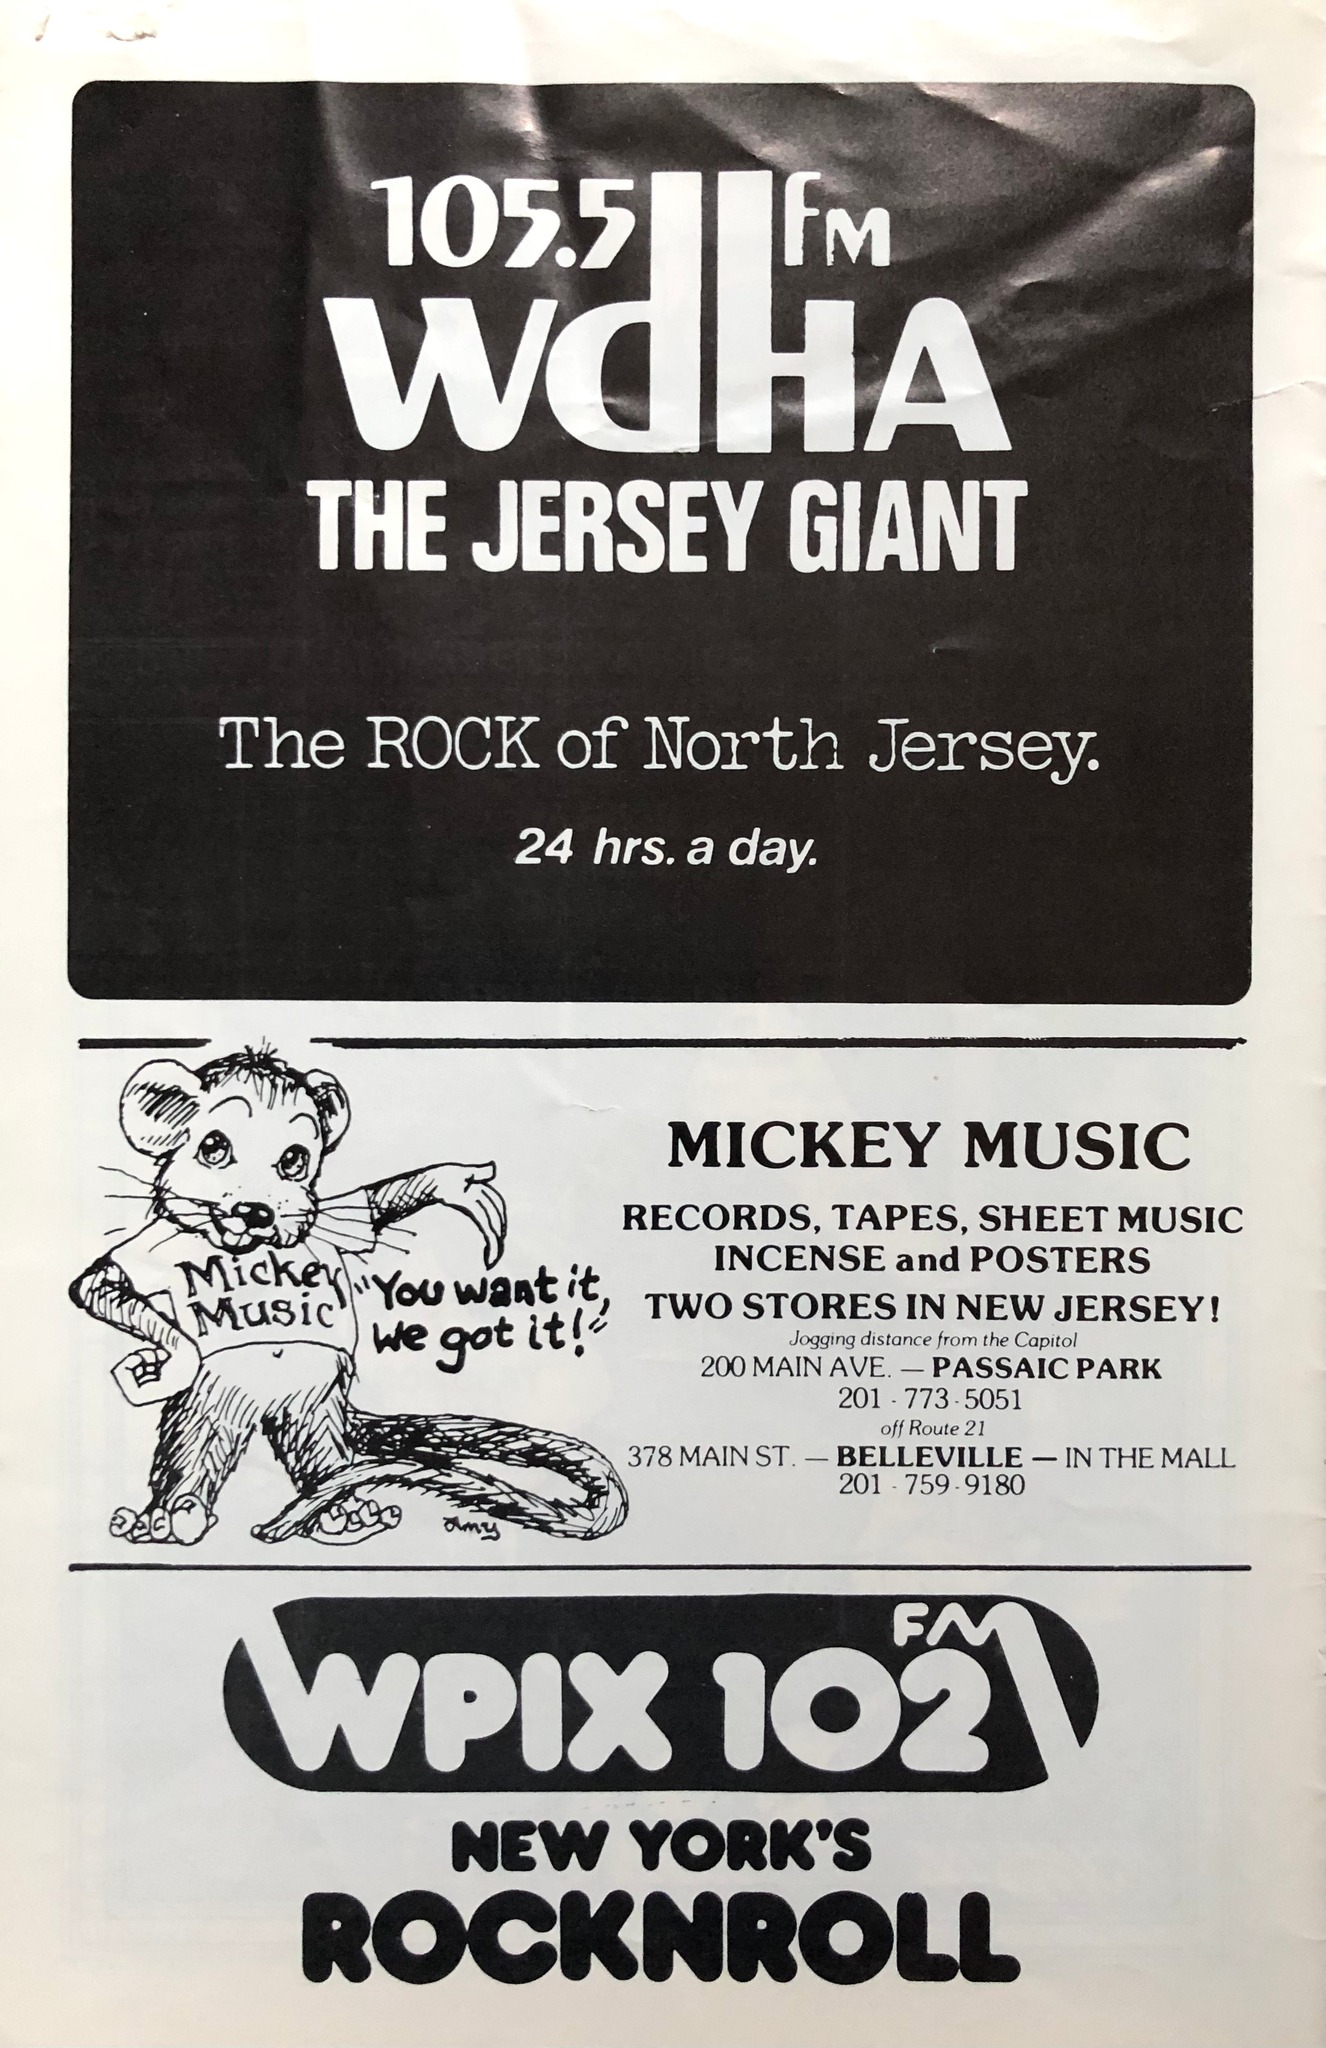 105.5 FM
WDHA
THE JERSEY GIANT
The ROCK of North Jersey.
24 hrs. a day.
Mickey
Music
"You want it,
we got it!"
Amy
MICKEY MUSIC
RECORDS, TAPES, SHEET MUSIC
INCENSE and POSTERS
TWO STORES IN NEW JERSEY!
Jogging distance from the Capitol
200 MAIN AVE. — PASSAIC PARK
201 - 773-5051
off Route 21
378 MAIN ST. — BELLEVILLE — IN THE MALL
201 - 759-9180
WPIX 102 FM
NEW YORK'S
ROCKNROLL